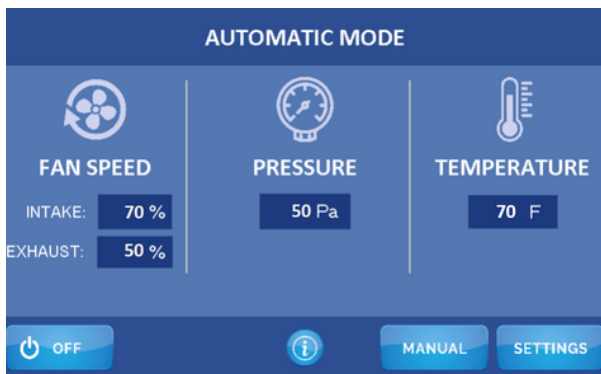 AUTOMATIC MODE
FAN SPEED
INTAKE: 70 %
EXHAUST: 50 %
PRESSURE
50 Pa
TEMPERATURE
70 F
OFF
i
MANUAL
SETTINGS